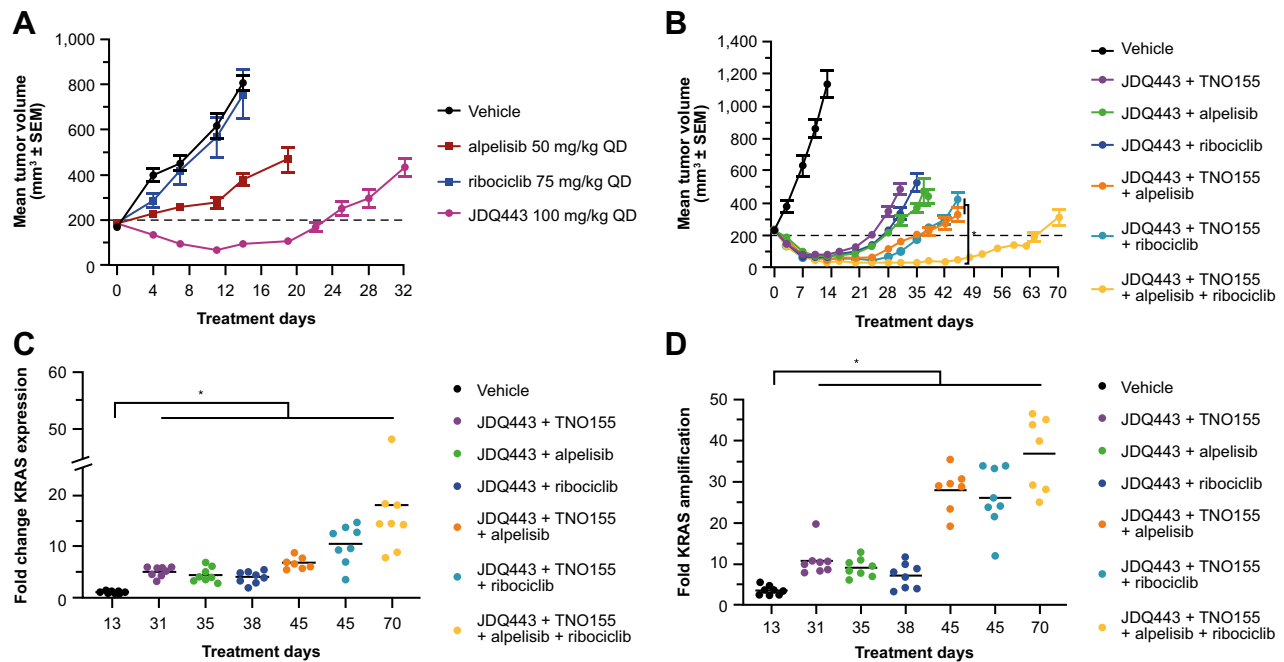 A
Mean tumor volume
(mm³ ± SEM)
1,000
800
600
400
200
0
0 4 8 12 16 20 24 28 32
Treatment days
Vehicle
alpelisib 50 mg/kg QD
ribociclib 75 mg/kg QD
JDQ443 100 mg/kg QD
B
Mean tumor volume
(mm³ ± SEM)
1,400
1,200
1,000
800
600
400
200
0
0 7 14 21 28 35 42 49 56 63 70
Treatment days
*
Vehicle
JDQ443 + TNO155
JDQ443 + alpelisib
JDQ443 + ribociclib
JDQ443 + TNO155
+ alpelisib
JDQ443 + TNO155
+ ribociclib
JDQ443 + TNO155
+ alpelisib + ribociclib
C
Fold change KRAS expression
60
50
20
10
0
*
13 31 35 38 45 45 70
Treatment days
Vehicle
JDQ443 + TNO155
JDQ443 + alpelisib
JDQ443 + ribociclib
JDQ443 + TNO155
+ alpelisib
JDQ443 + TNO155
+ ribociclib
JDQ443 + TNO155
+ alpelisib + ribociclib
D
Fold KRAS amplification
50
40
30
20
10
0
*
13 31 35 38 45 45 70
Treatment days
Vehicle
JDQ443 + TNO155
JDQ443 + alpelisib
JDQ443 + ribociclib
JDQ443 + TNO155
+ alpelisib
JDQ443 + TNO155
+ ribociclib
JDQ443 + TNO155
+ alpelisib + ribociclib